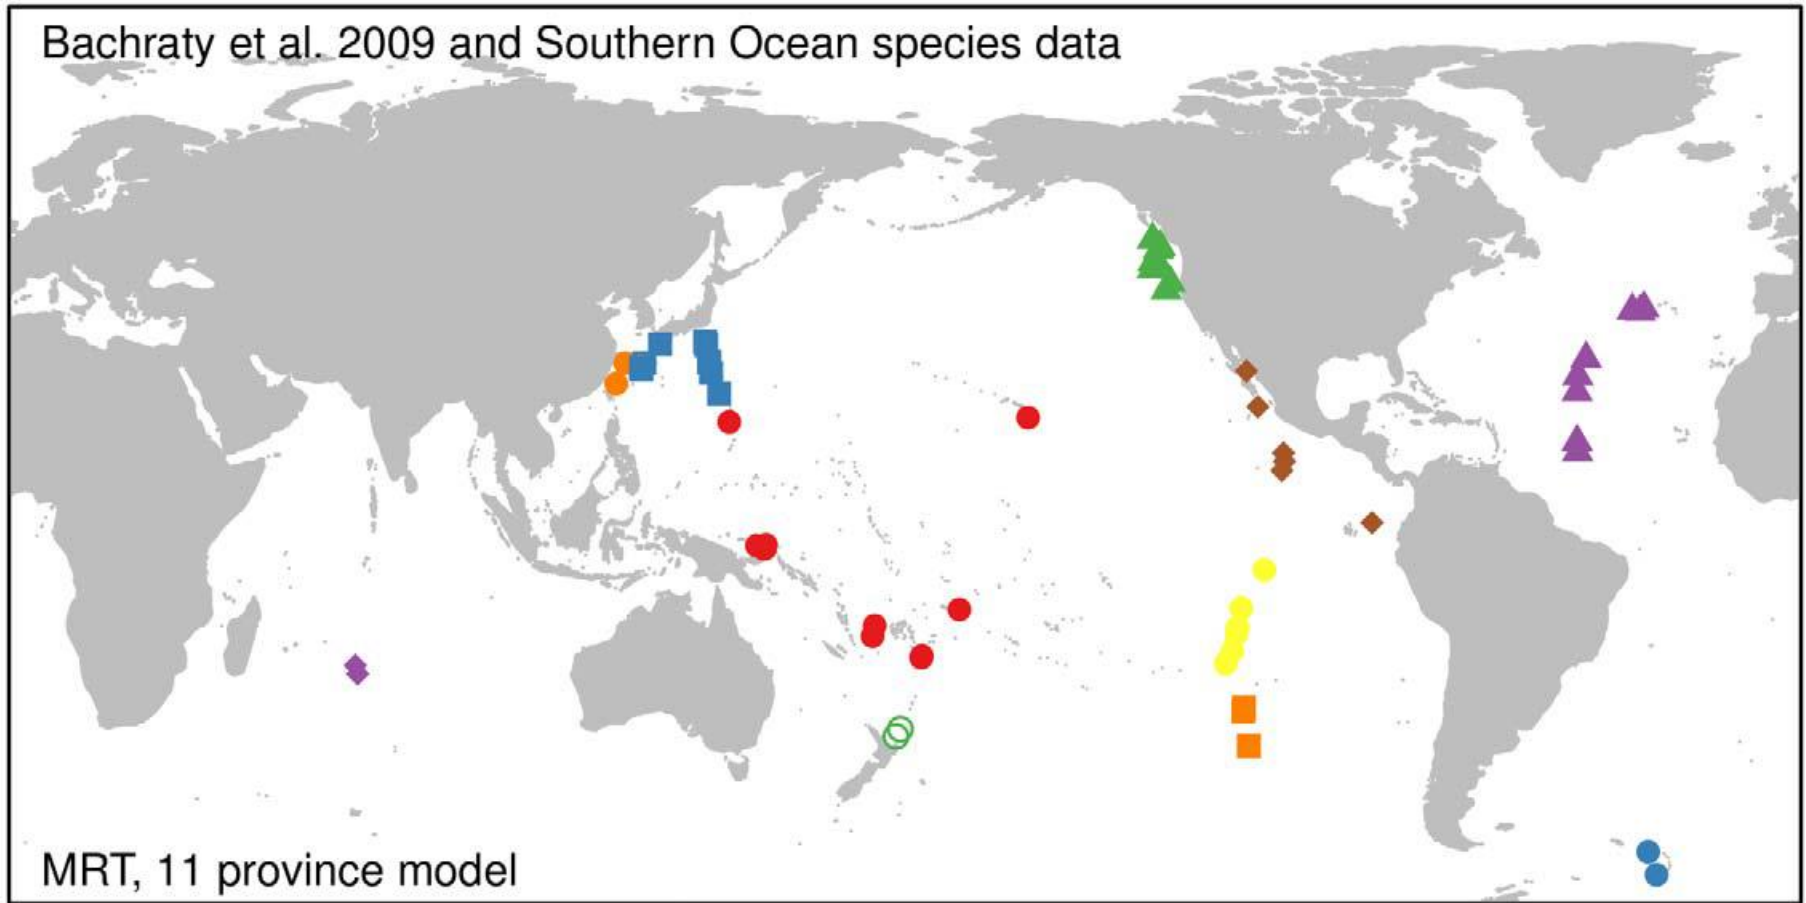 Bachraty et al. 2009 and Southern Ocean species data
MRT, 11 province model